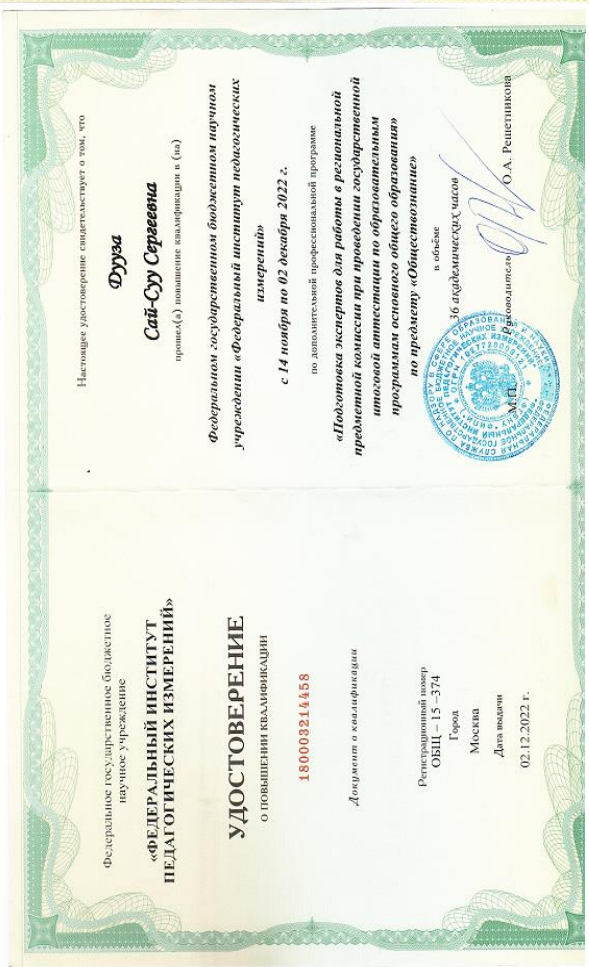 Федеральное государственное бюджетное
научное учреждение
«ФЕДЕРАЛЬНЫЙ ИНСТИТУТ
ПЕДАГОГИЧЕСКИХ ИЗМЕРЕНИЙ»
УДОСТОВЕРЕНИЕ
О ПОВЫШЕНИИ КВАЛИФИКАЦИИ
180003214458
Документ о квалификации
Регистрационный номер
ОБЩ – 15 –374
Город
Москва
Дата выдачи
02.12.2022 г.
Настоящее удостоверение свидетельствует о том, что
Дууза
Сай-Суу Сергеевна
прошел(а) повышение квалификации в (на)
Федеральном государственном бюджетном научном
учреждении «Федеральный институт педагогических
измерений»
с 14 ноября по 02 декабря 2022 г.
по дополнительной профессиональной программе
«Подготовка экспертов для работы в региональной
предметной комиссии при проведении государственной
итоговой аттестации по образовательным
программам основного общего образования»
по предмету «Обществознание»
в объёме
36 академических часов
М.П. Руководитель О.А. Решетникова